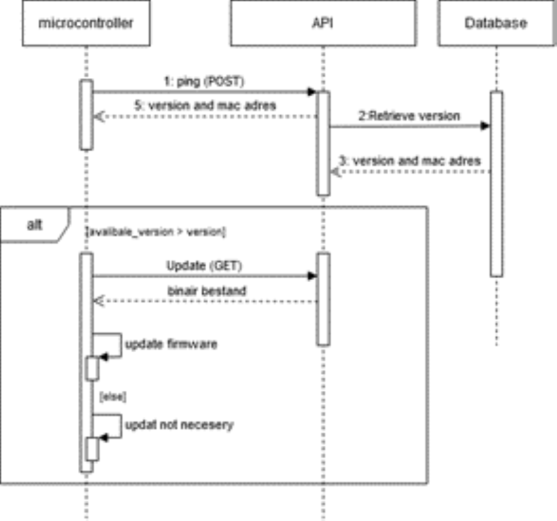 microcontroller
API
Database
1: ping (POST)
5: version and mac adres
2:Retrieve version
3: version and mac adres
alt
[avalibale_version > version]
Update (GET)
binair bestand
update firmware
[else]
updat not necesery